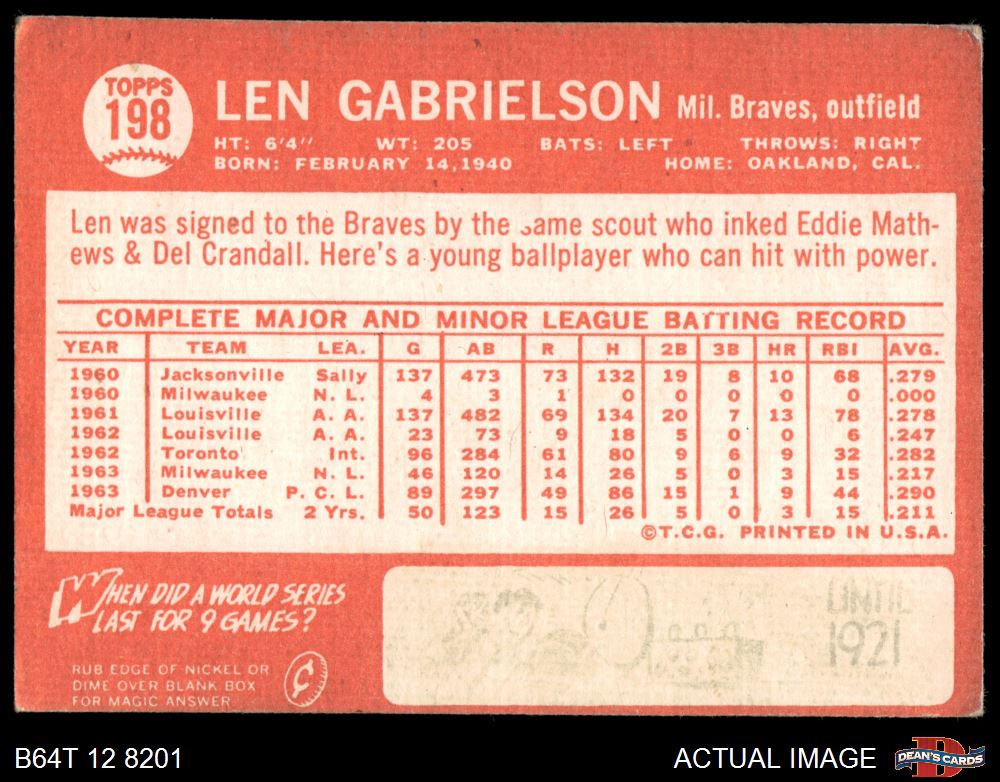 TOPPS
198
LEN GABRIELSON Mil. Braves, outfield
HT: 6'4" WT: 205 BATS: LEFT THROWS: RIGHT
BORN: FEBRUARY 14, 1940 HOME: OAKLAND, CAL.
Len was signed to the Braves by the same scout who inked Eddie Math-
ews & Del Crandall. Here's a young ballplayer who can hit with power.
COMPLETE MAJOR AND MINOR LEAGUE BATTING RECORD
YEAR TEAM LEA. G AB R H 2B 3B HR RBI AVG.
1960 Jacksonville Sally 137 473 73 132 19 8 10 68 .279
1960 Milwaukee N. L. 4 3 1 0 0 0 0 0 .000
1961 Louisville A. A. 137 482 69 134 20 7 13 78 .278
1962 Louisville A. A. 23 73 9 18 5 0 0 6 .247
1962 Toronto Int. 96 284 61 80 9 6 9 32 .282
1963 Milwaukee N. L. 46 120 14 26 5 0 3 15 .217
1963 Denver P. C. L. 89 297 49 86 15 1 9 44 .290
Major League Totals 2 Yrs. 50 123 15 26 5 0 3 15 .211
©T.C.G. PRINTED IN U.S.A.
WHEN DID A WORLD SERIES
LAST FOR 9 GAMES?
RUB EDGE OF NICKEL OR
DIME OVER BLANK BOX
FOR MAGIC ANSWER
¢
UNTIL
1921
B64T 12 8201
ACTUAL IMAGE
DEAN'S CARDS